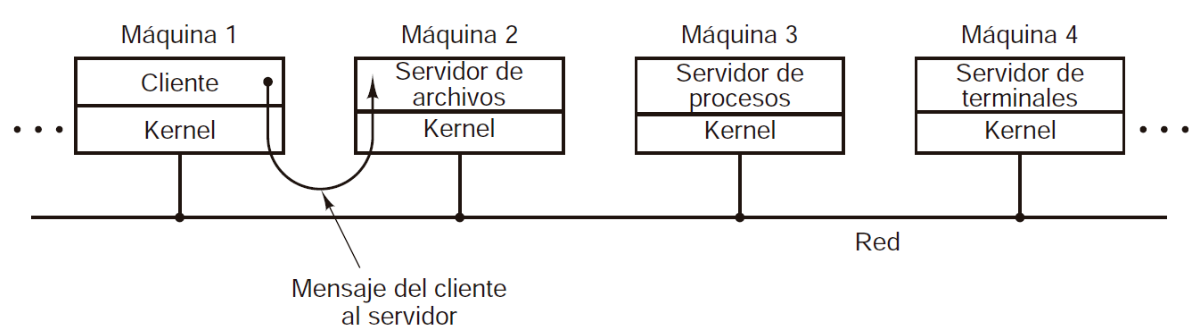 Máquina 1
Máquina 2
Máquina 3
Máquina 4
Cliente
Kernel
Servidor de
archivos
Kernel
Servidor de
procesos
Kernel
Servidor de
terminales
Kernel
Red
Mensaje del cliente
al servidor